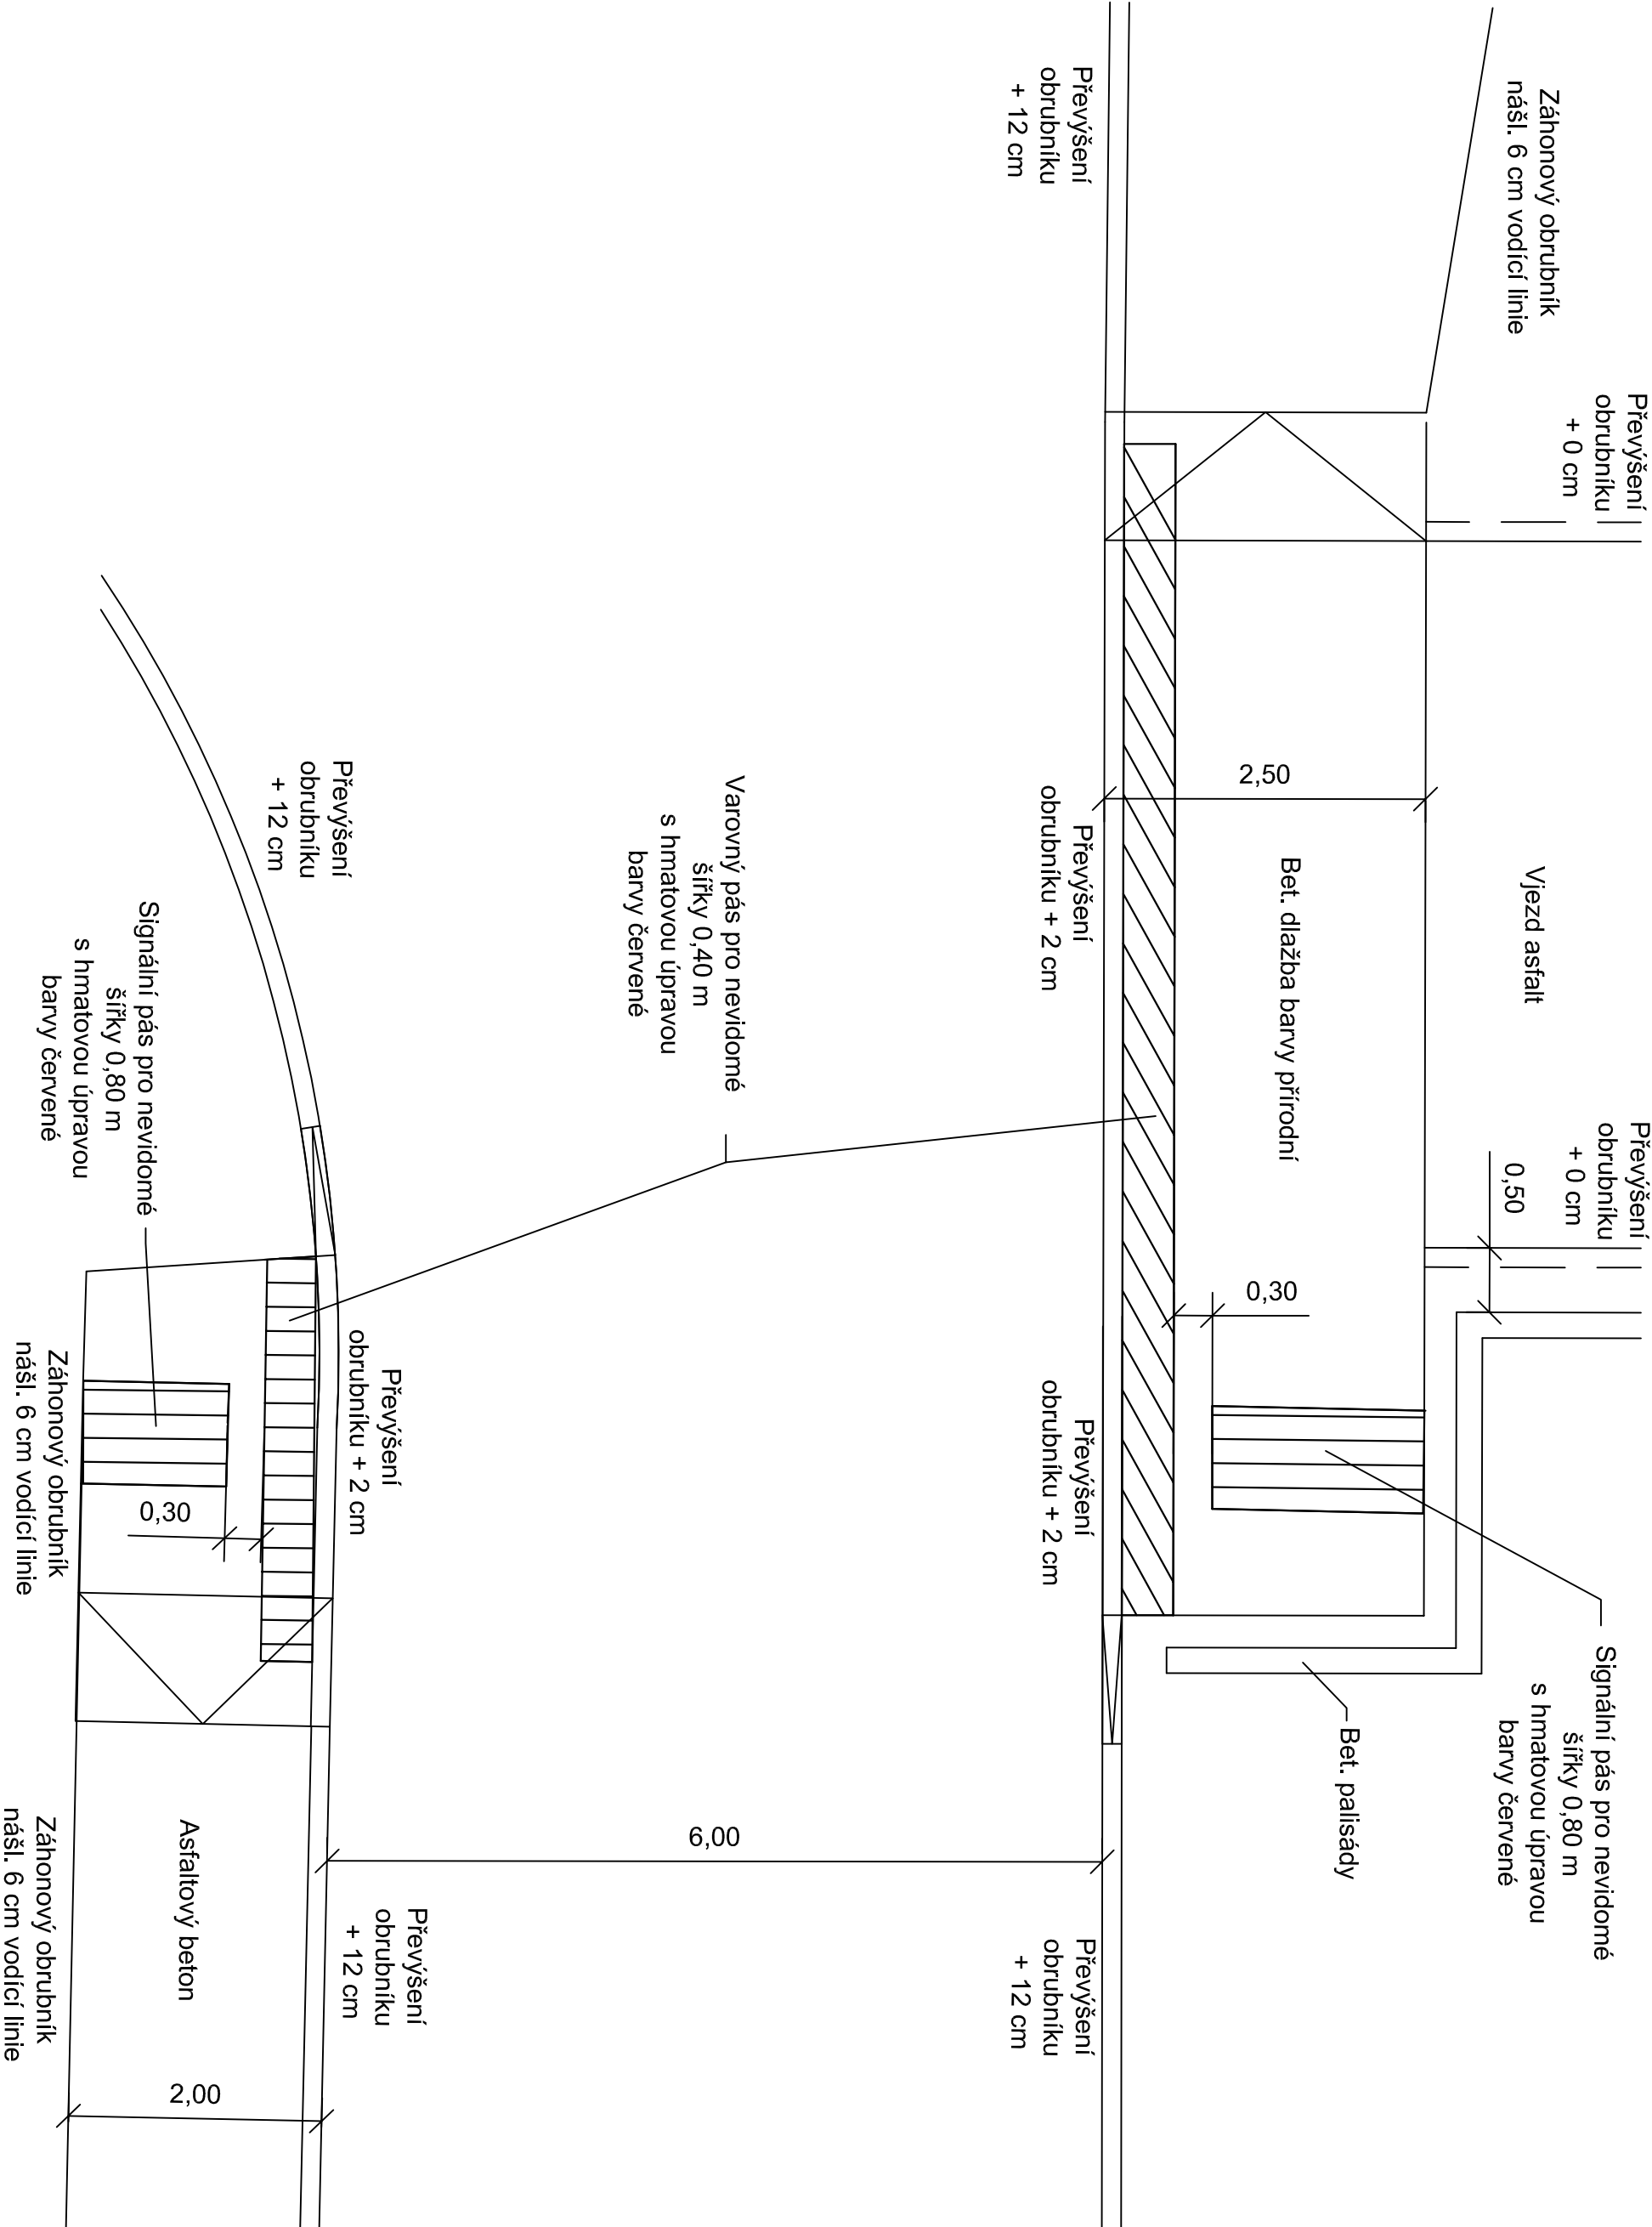 Záhonový obrubník
nášl. 6 cm vodící linie
Převýšení
obrubníku
+ 12 cm
Převýšení
obrubníku
+ 0 cm
Vjezd asfalt
2,50
Bet. dlažba barvy přírodní
Převýšení
obrubníku + 2 cm
Převýšení
obrubníku
+ 0 cm
0,50
0,30
Varovný pás pro nevidomé
šířky 0,40 m
s hmatovou úpravou
barvy červené
Převýšení
obrubníku
+ 12 cm
Signální pás pro nevidomé
šířky 0,80 m
s hmatovou úpravou
barvy červené
Převýšení
obrubníku + 2 cm
Převýšení
obrubníku + 2 cm
Záhonový obrubník
nášl. 6 cm vodící linie
0,30
Signální pás pro nevidomé
šířky 0,80 m
s hmatovou úpravou
barvy červené
Bet. palisády
6,00
Asfaltový beton
Záhonový obrubník
nášl. 6 cm vodící linie
Převýšení
obrubníku
+ 12 cm
Převýšení
obrubníku
+ 12 cm
2,00